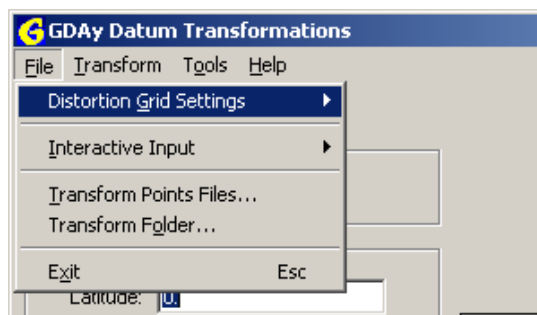 GDAy Datum Transformations
File Transform Tools Help
Distortion Grid Settings
Interactive Input
Transform Points Files...
Transform Folder...
Exit Esc
Latitude: 0.